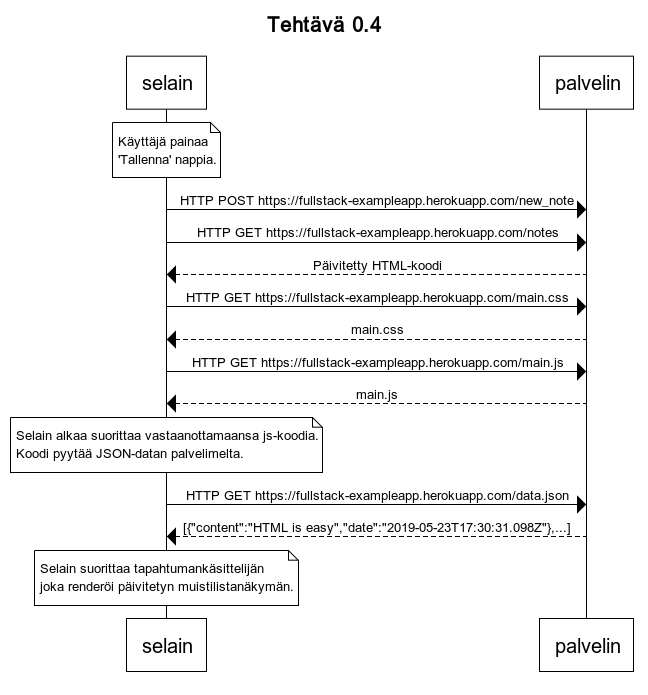 Tehtävä 0.4
selain palvelin
Käyttäjä painaa
'Tallenna' nappia.
HTTP POST https://fullstack-exampleapp.herokuapp.com/new_note
HTTP GET https://fullstack-exampleapp.herokuapp.com/notes
Päivitetty HTML-koodi
HTTP GET https://fullstack-exampleapp.herokuapp.com/main.css
main.css
HTTP GET https://fullstack-exampleapp.herokuapp.com/main.js
main.js
Selain alkaa suorittaa vastaanottamaansa js-koodia.
Koodi pyytää JSON-datan palvelimelta.
HTTP GET https://fullstack-exampleapp.herokuapp.com/data.json
[{"content":"HTML is easy","date":"2019-05-23T17:30:31.098Z"},...]
Selain suorittaa tapahtumankäsittelijän
joka renderöi päivitetyn muistilistanäkymän.
selain palvelin